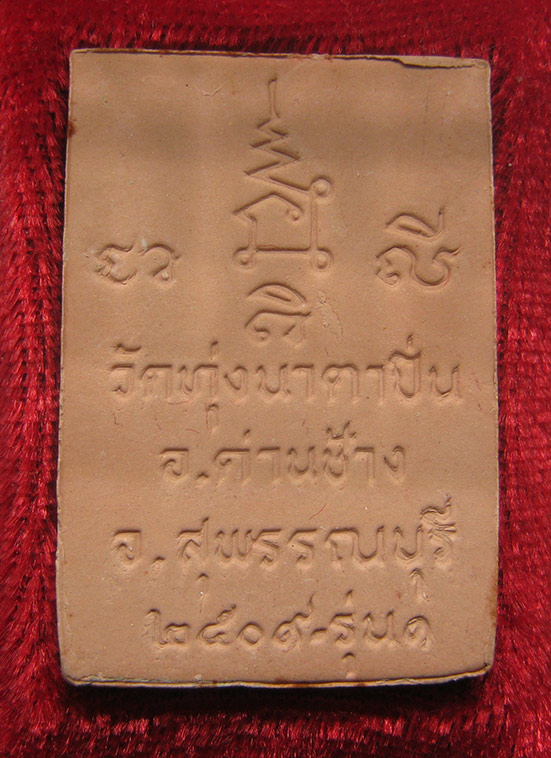 วัดทุ่งนาตาปิ่น
อ.ด่านช้าง
จ.สุพรรณบุรี
๒๕๐๙-รุ่น๑